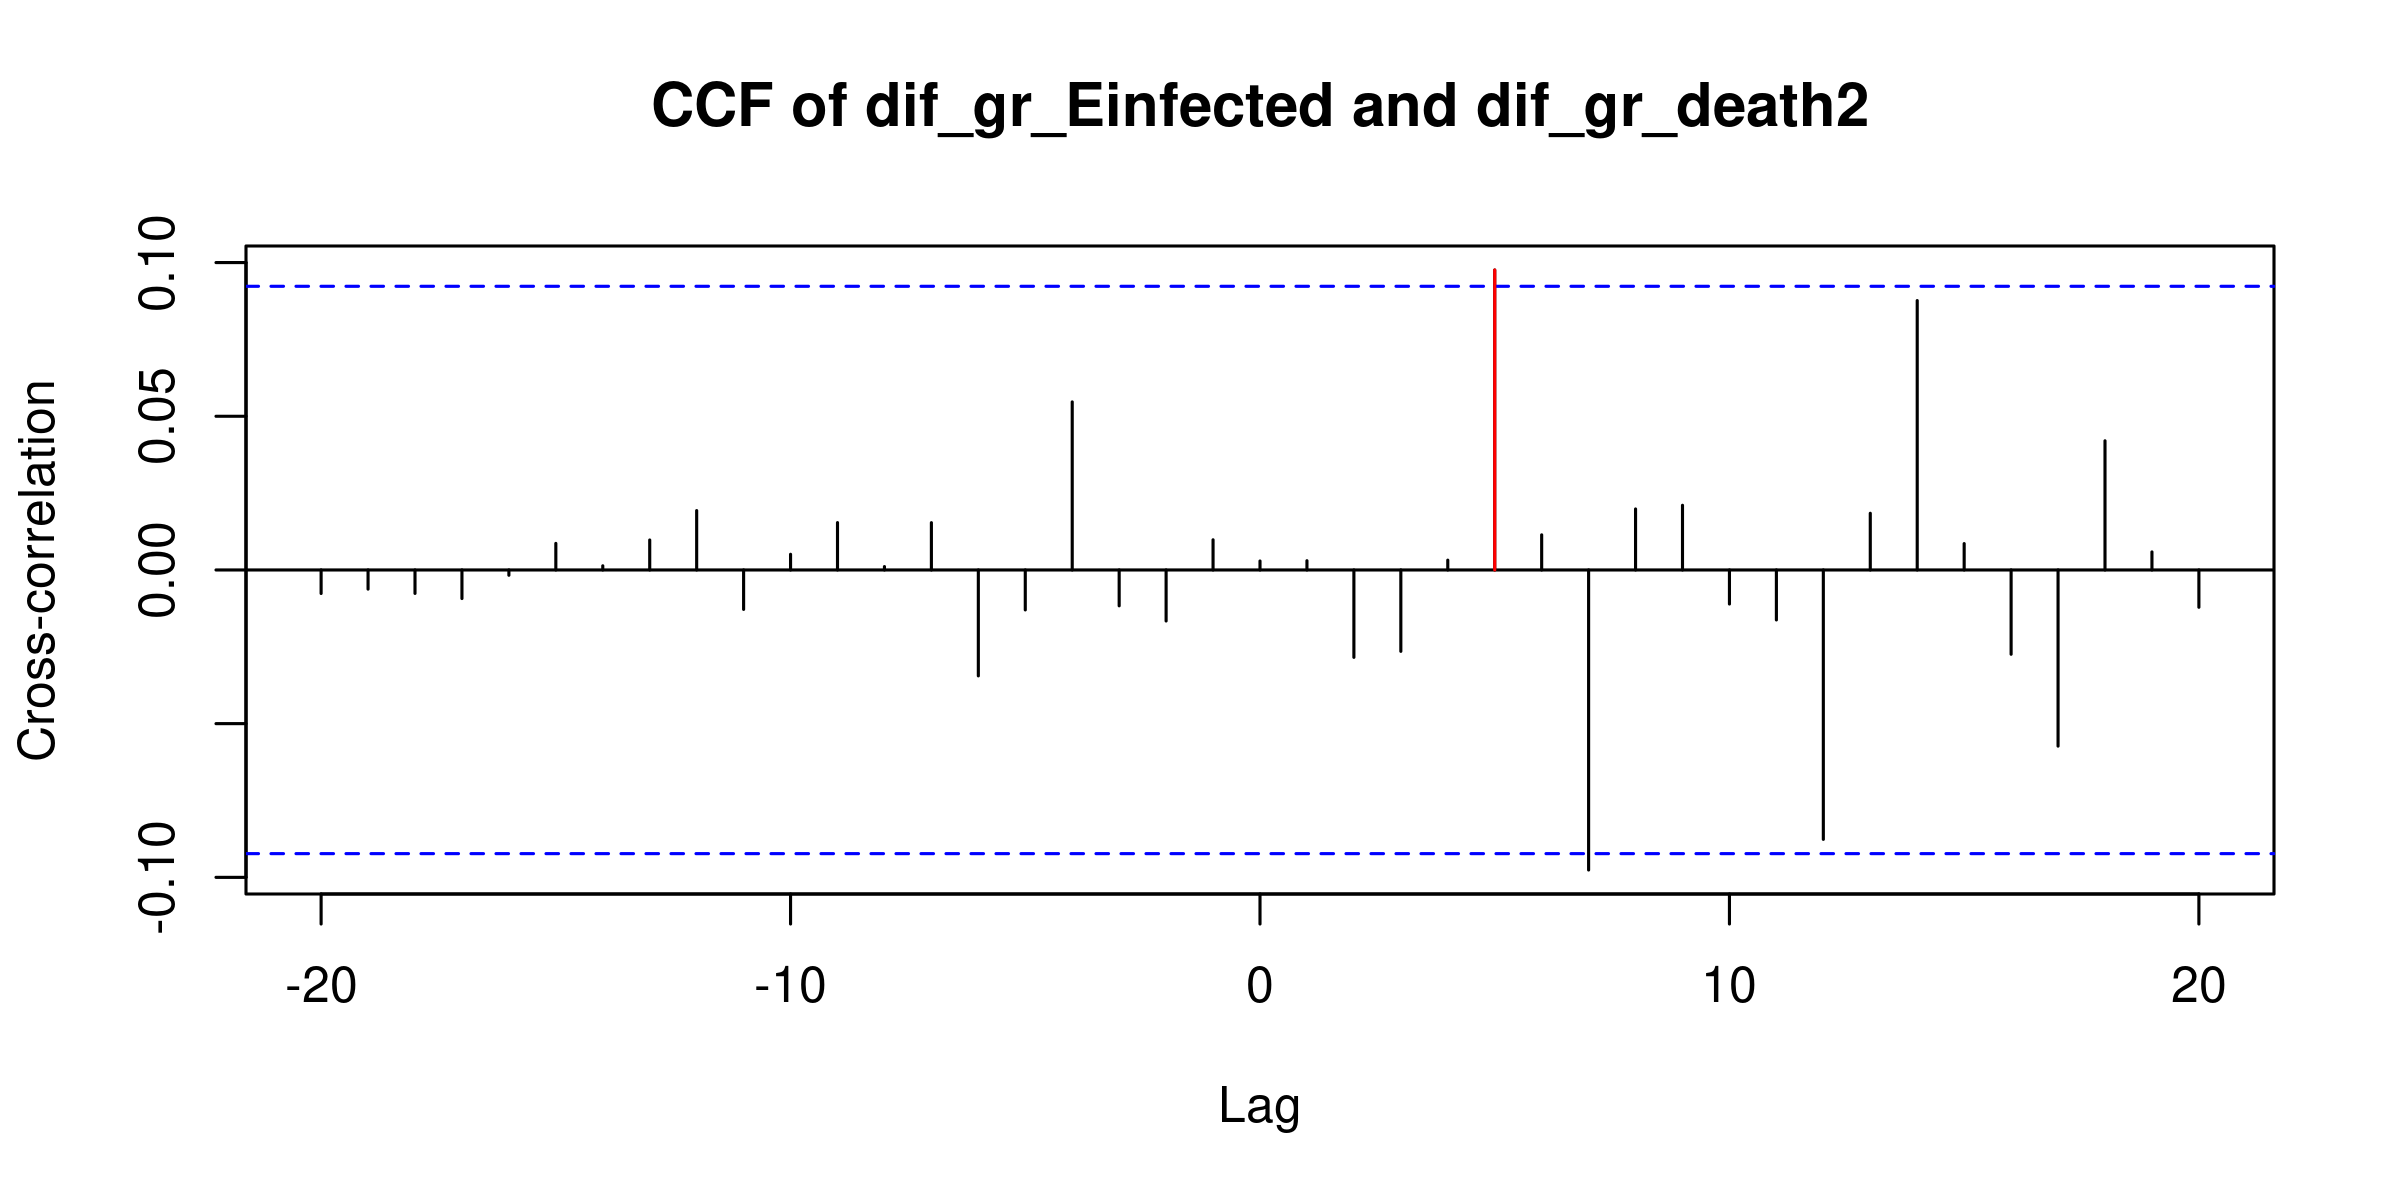 CCF of dif_gr_Einfected and dif_gr_death2
Cross-correlation
0.10
0.05
0.00
-0.10
-20 -10 0 10 20
Lag